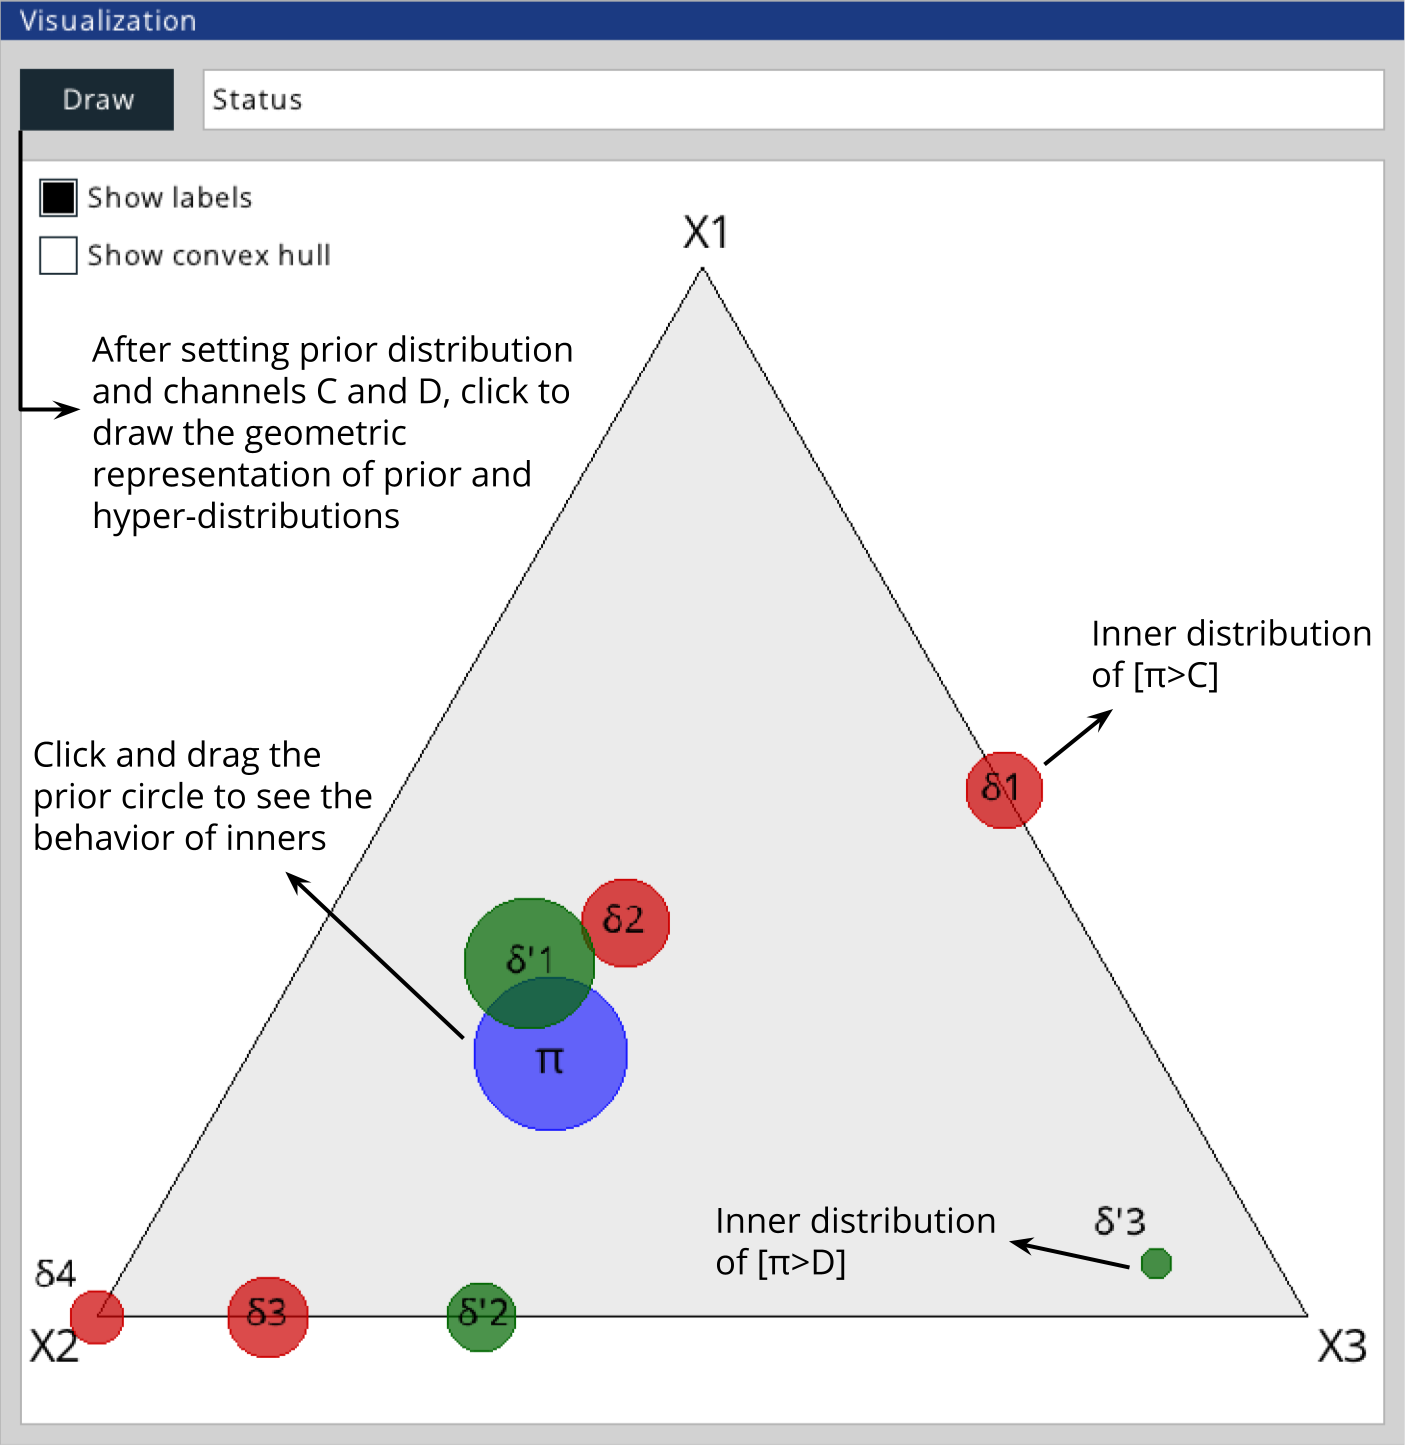 Visualization
Draw
Status
Show labels
Show convex hull
X1
After setting prior distribution
and channels C and D, click to
draw the geometric
representation of prior and
hyper-distributions
Inner distribution
of [π>C]
Click and drag the
prior circle to see the
behavior of inners
δ1
δ2
δ'1
π
Inner distribution
of [π>D]
δ'3
δ4
δ3
δ'2
X2
X3